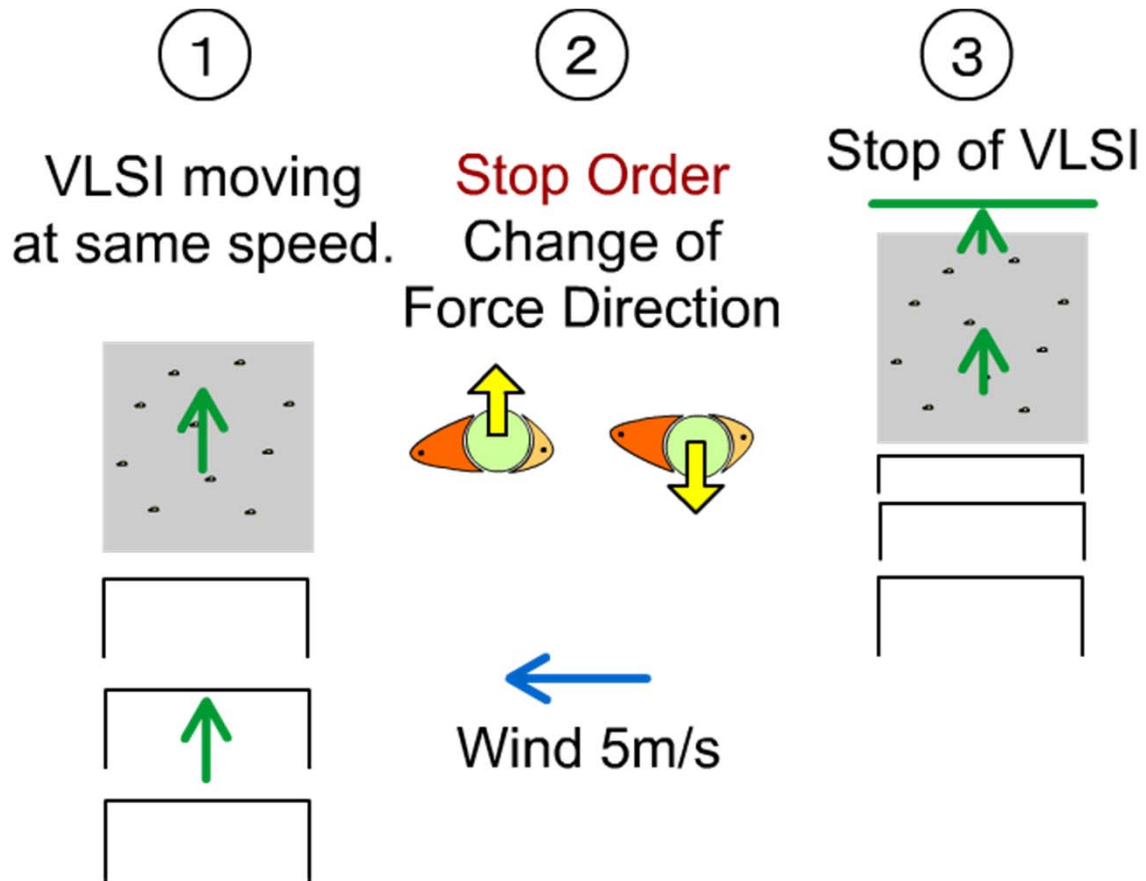 1
VLSI moving
at same speed.
2
Stop Order
Change of
Force Direction
Wind 5m/s
3
Stop of VLSI